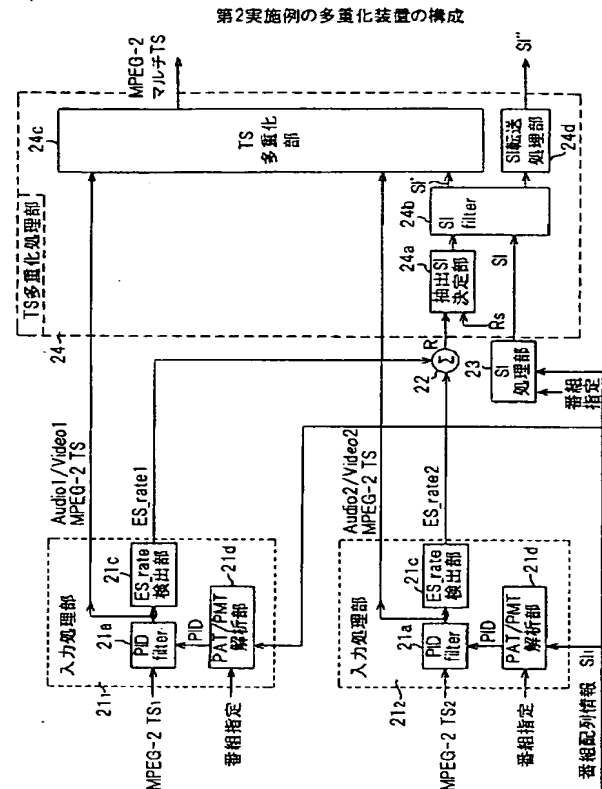 第2実施例の多重化装置の構成
MPEG-2
マルチTS
SI''
24c
TS
多重化
部
SI転送
処理部
24d
TS多重化処理部
24
SI'
24b
SI
filter
24a
抽出SI
決定部
SI
R
Rs
22
Σ
23
SI
処理部
番組指定
Audio1/Video1
MPEG-2 TS
ES_rate1
Audio2/Video2
MPEG-2 TS
ES_rate2
入力処理部
21c
ES_rate
検出部
21a
PID
filter
PID
21d
PAT/PMT
解析部
21₁
MPEG-2 TS₁
番組指定
入力処理部
21c
ES_rate
検出部
21a
PID
filter
PID
21d
PAT/PMT
解析部
21₂
MPEG-2 TS₂
番組指定
番組配列情報 SIi